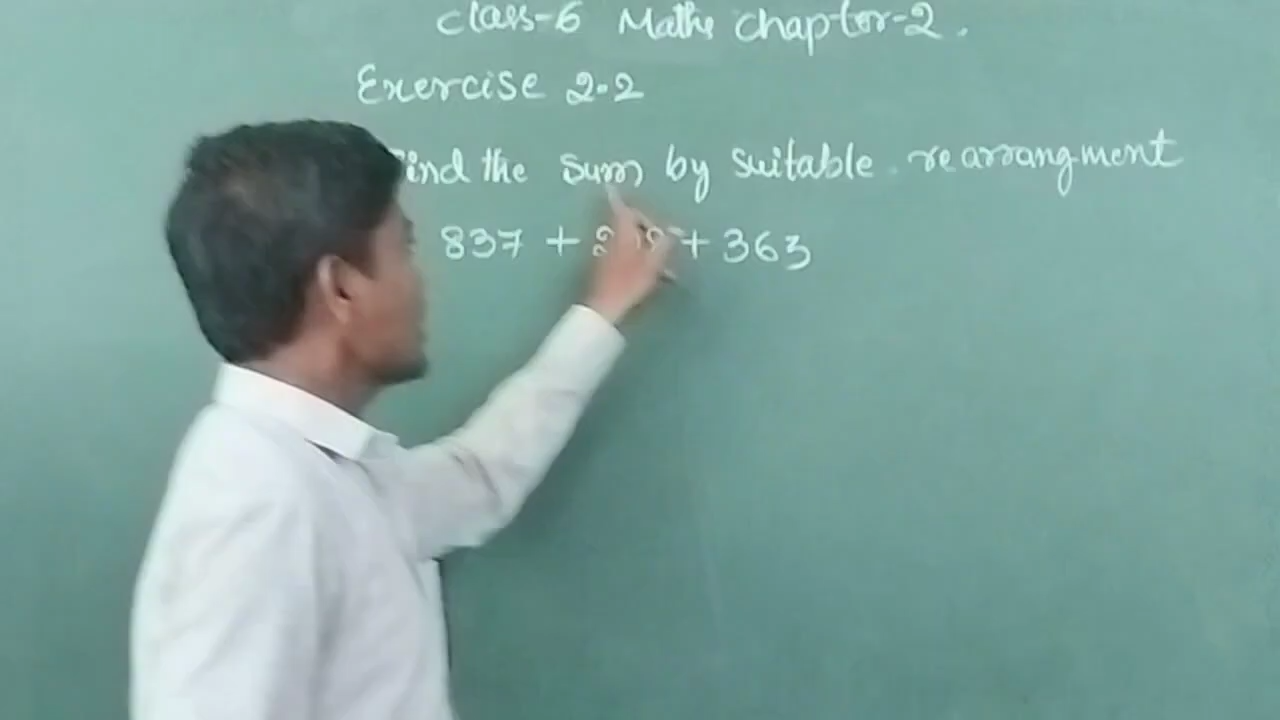 Class-6 Maths Chapter-2.
Exercise 2.2
Find the sum by suitable rearrangment
837 + + 363